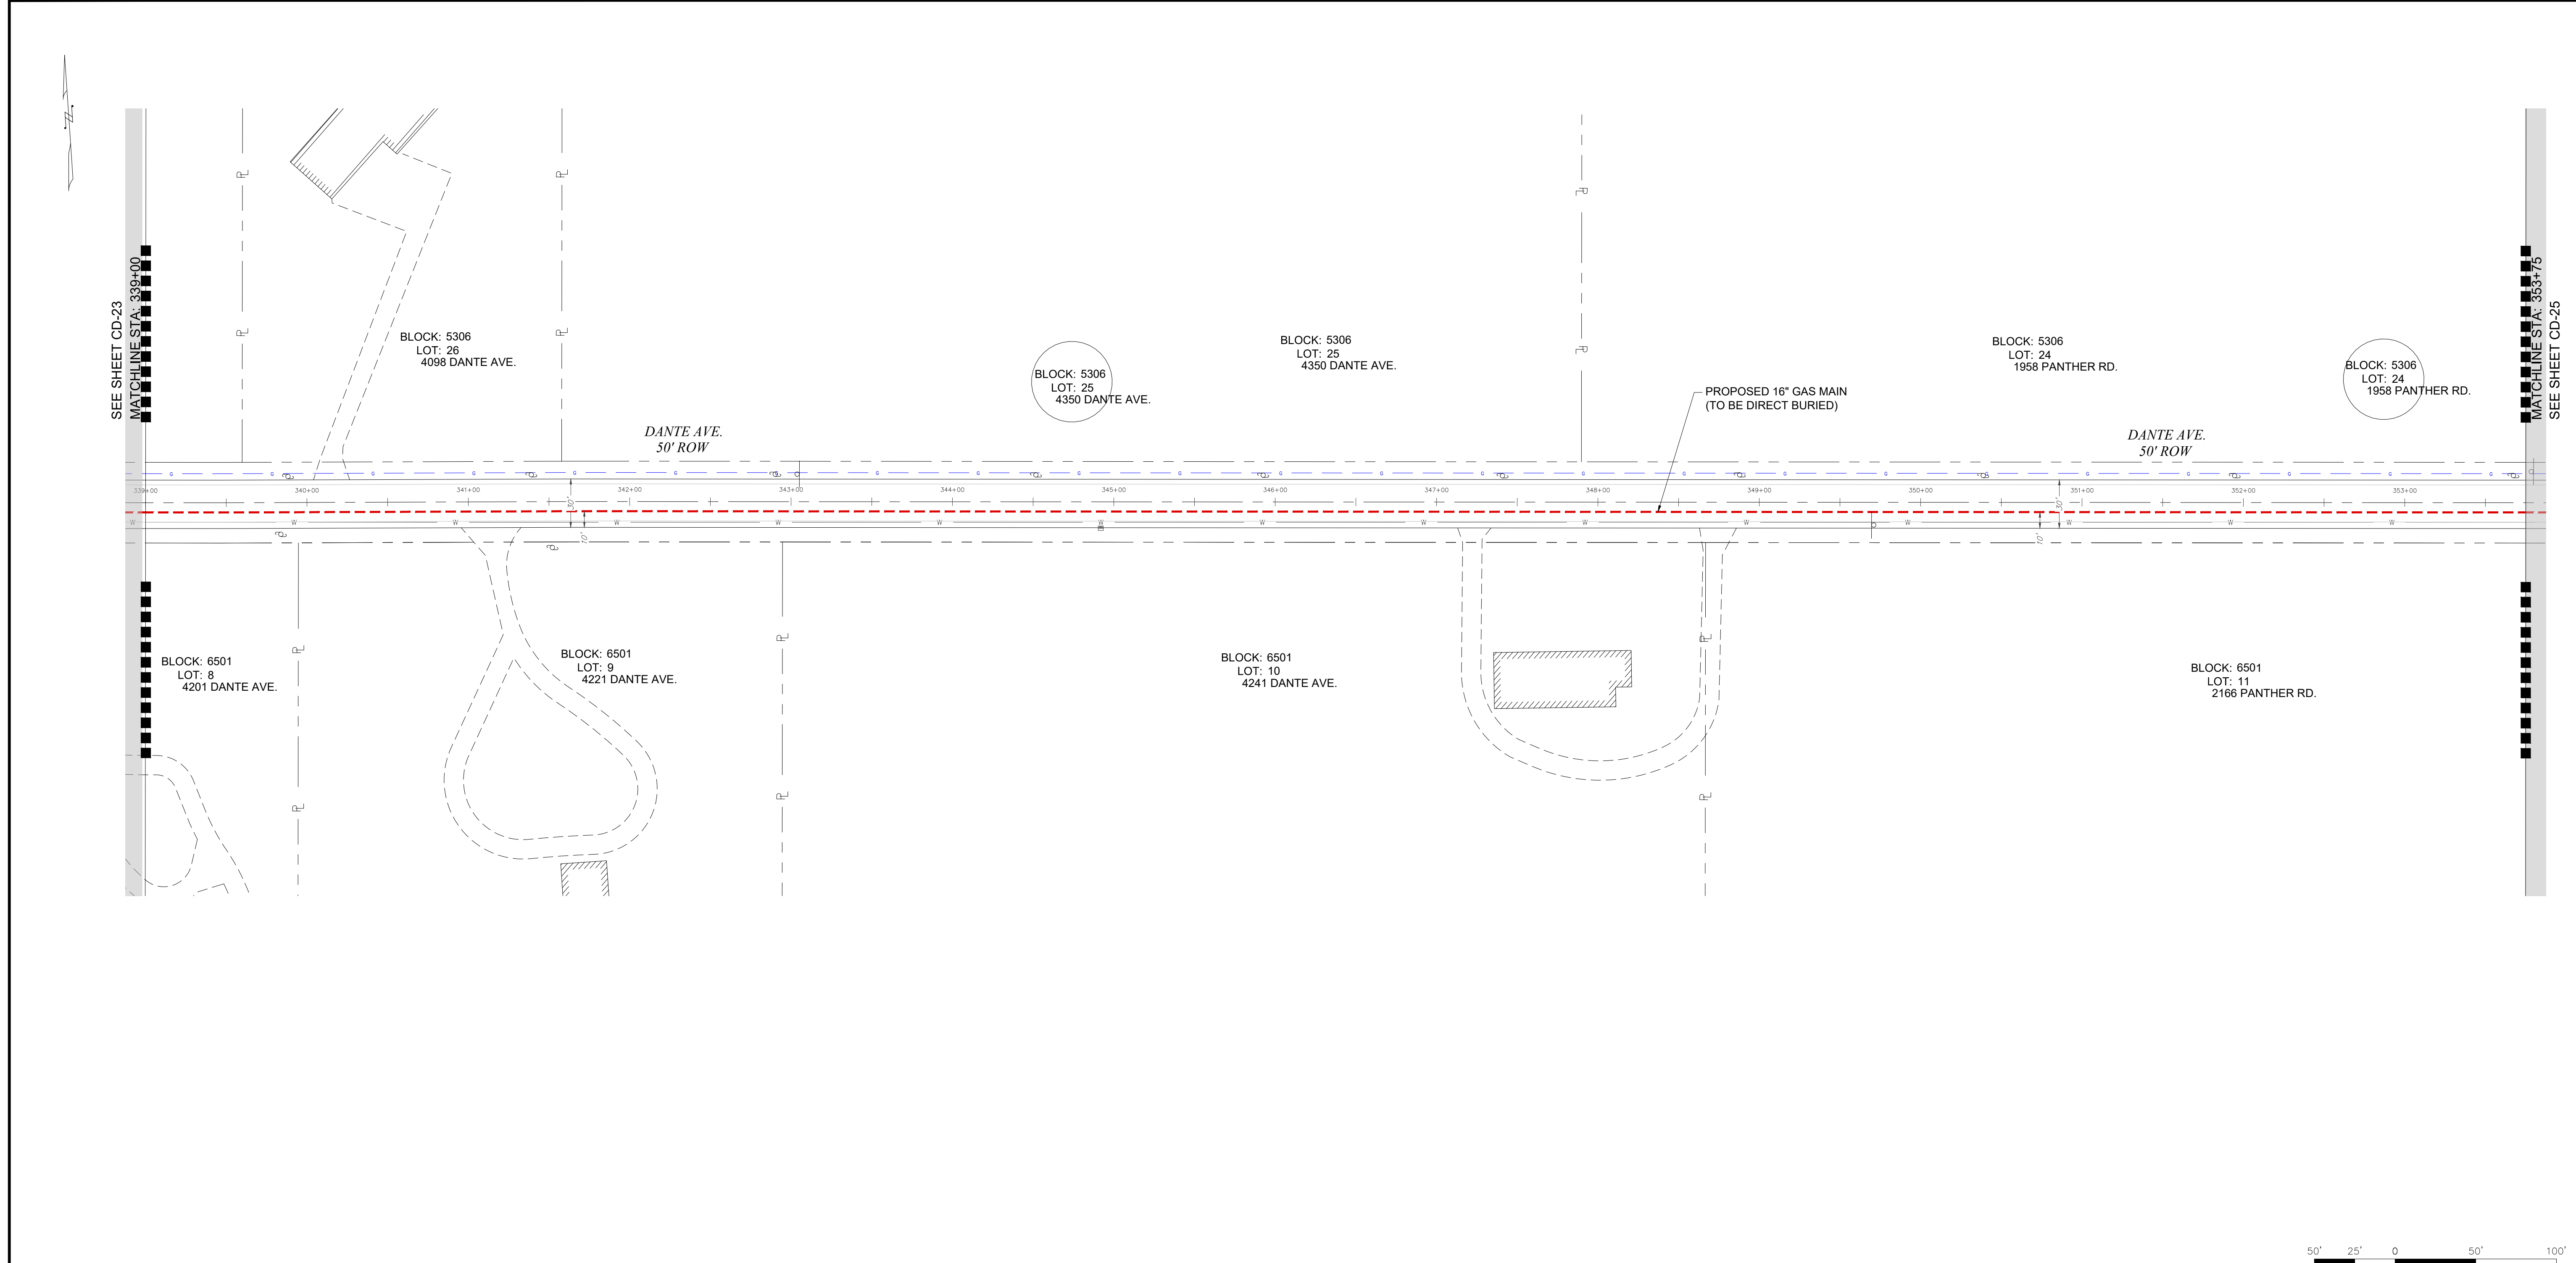 SEE SHEET CD-23
MATCHLINE STA: 339+00
BLOCK: 5306
LOT: 26
4098 DANTE AVE.
DANTE AVE.
50' ROW
BLOCK: 5306
LOT: 25
4350 DANTE AVE.
BLOCK: 5306
LOT: 25
4350 DANTE AVE.
PROPOSED 16" GAS MAIN
(TO BE DIRECT BURIED)
BLOCK: 5306
LOT: 24
1958 PANTHER RD.
DANTE AVE.
50' ROW
BLOCK: 5306
LOT: 24
1958 PANTHER RD.
MATCHLINE STA: 353+75
SEE SHEET CD-25
G G G G G G G G G G G G G G G G G G G G G G G G
339+00 340+00 341+00 342+00 343+00 344+00 345+00 346+00 347+00 348+00 349+00 350+00 351+00 352+00 353+00
30'
30'
W W W W W W W W W W W W W W W
10'
10'
BLOCK: 6501
LOT: 8
4201 DANTE AVE.
BLOCK: 6501
LOT: 9
4221 DANTE AVE.
BLOCK: 6501
LOT: 10
4241 DANTE AVE.
BLOCK: 6501
LOT: 11
2166 PANTHER RD.
50' 25' 0 50' 100'